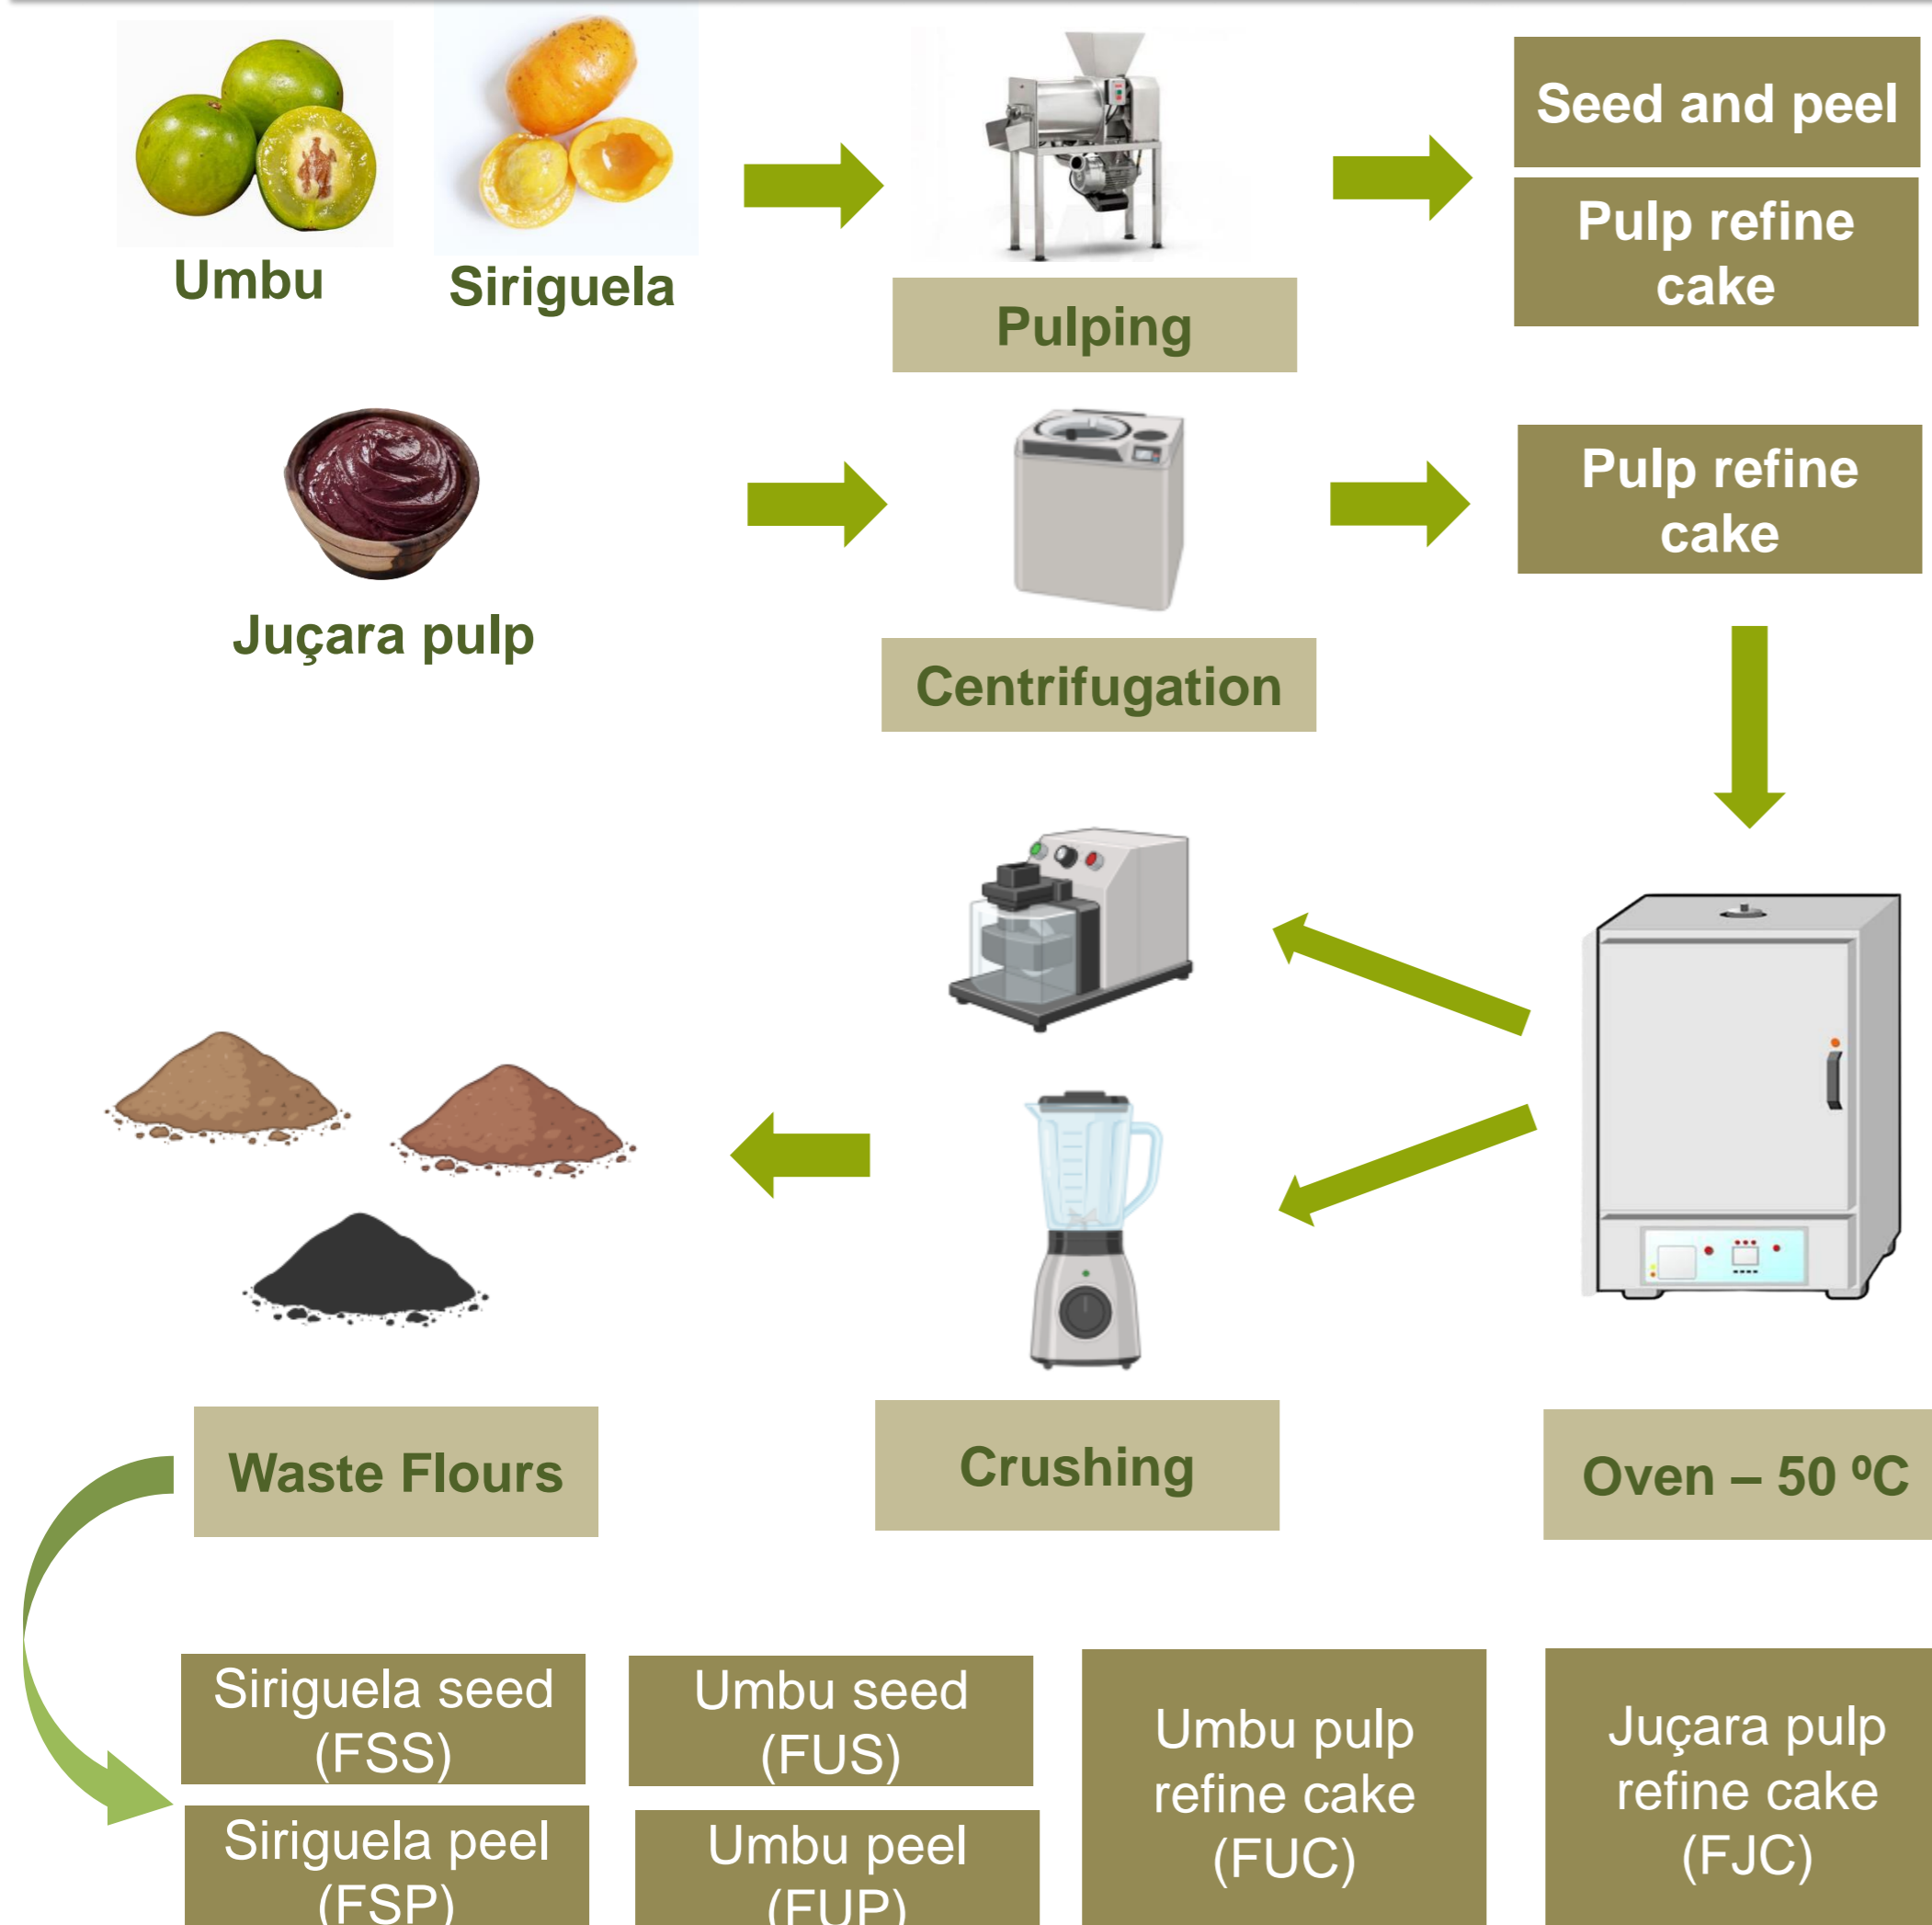 Umbu
Siriguela
Pulping
Seed and peel
Pulp refine
cake
Juçara pulp
Centrifugation
Pulp refine
cake
Waste Flours
Crushing
Oven – 50 ºC
Siriguela seed
(FSS)
Siriguela peel
(FSP)
Umbu seed
(FUS)
Umbu peel
(FUP)
Umbu pulp
refine cake
(FUC)
Juçara pulp
refine cake
(FJC)